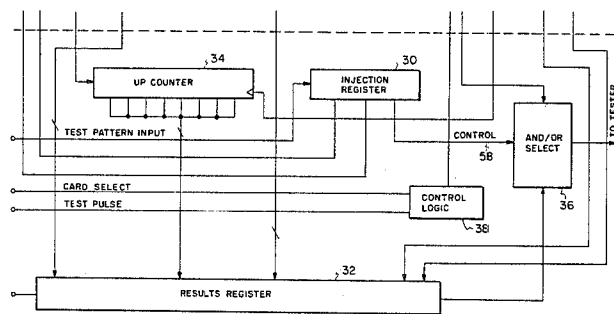 34
UP COUNTER
30
INJECTION
REGISTER
TEST PATTERN INPUT
CONTROL
58
AND/OR
SELECT
36
TO TESTER
CARD SELECT
TEST PULSE
CONTROL
LOGIC
38
32
RESULTS REGISTER